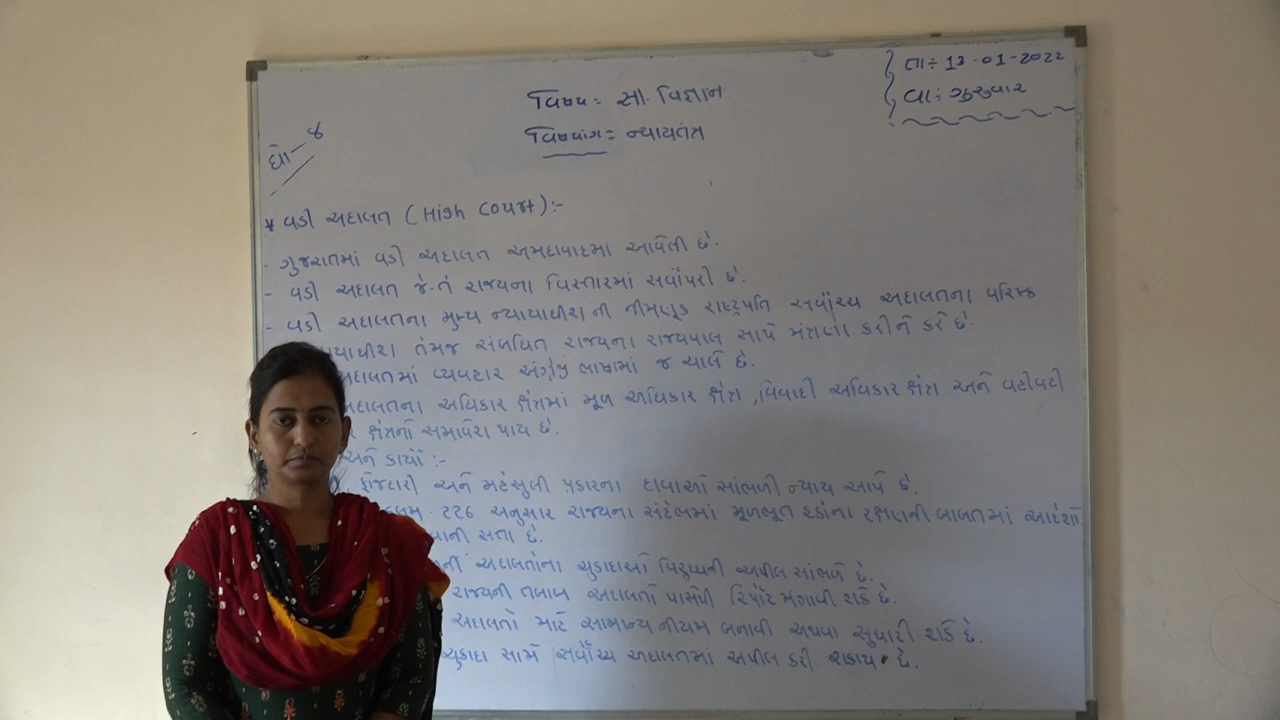 તા ÷ 13-01-2022
વા : ગુરુવાર
વિષય : સા. વિજ્ઞાન
વિષયાંગ : ન્યાયતંત્ર
ધો - ૯
* વડી અદાલત (High Court) :-
- ગુજરાતમાં વડી અદાલત અમદાવાદમાં આવેલી છે.
- વડી અદાલત જે-તે રાજ્યના વિસ્તારમાં સર્વોપરી છે.
- વડી અદાલતના મુખ્ય ન્યાયાધીશની નીમણૂક રાષ્ટ્રપતિ સર્વોચ્ચ અદાલતના વરિષ્ઠ
યાધીશ તેમજ સંબધિત રાજ્યના રાજ્યપાલ સાથે મંત્રણા કરીને કરે છે.
અદાલતમાં વ્યવહાર અંગ્રેજી ભાષામાં જ ચાલે છે.
અદાલતના અધિકાર ક્ષેત્રમાં મૂળ અધિકાર ક્ષેત્ર , વિવાદી અધિકાર ક્ષેત્ર અને વહીવટી
ક્ષેત્રનો સમાવેશ થાય છે.
અને કાર્યો :-
ફોજદારી અને મહેસુલી પ્રકારના દાવાઓ સાંભળી ન્યાય આપે છે.
કલમ - 226 અનુસાર રાજ્યના સંદર્ભમાં મૂળભૂત હકોના રક્ષણની બાબતમાં આદેશો
વાની સત્તા છે.
અદાલતોના ચુકાદાઓ વિરુધ્ધની અપીલ સાંભળે છે.
રાજ્યની તમામ અદાલતો પાસેથી રિપોર્ટ મંગાવી શકે છે.
અદાલતો માટે સામાન્ય નીયમ બનાવી અથવા સુધારી શકે છે.
ચુકાદા સામે સર્વોચ્ચ અદાલતમાં અપીલ કરી શકાય છે.